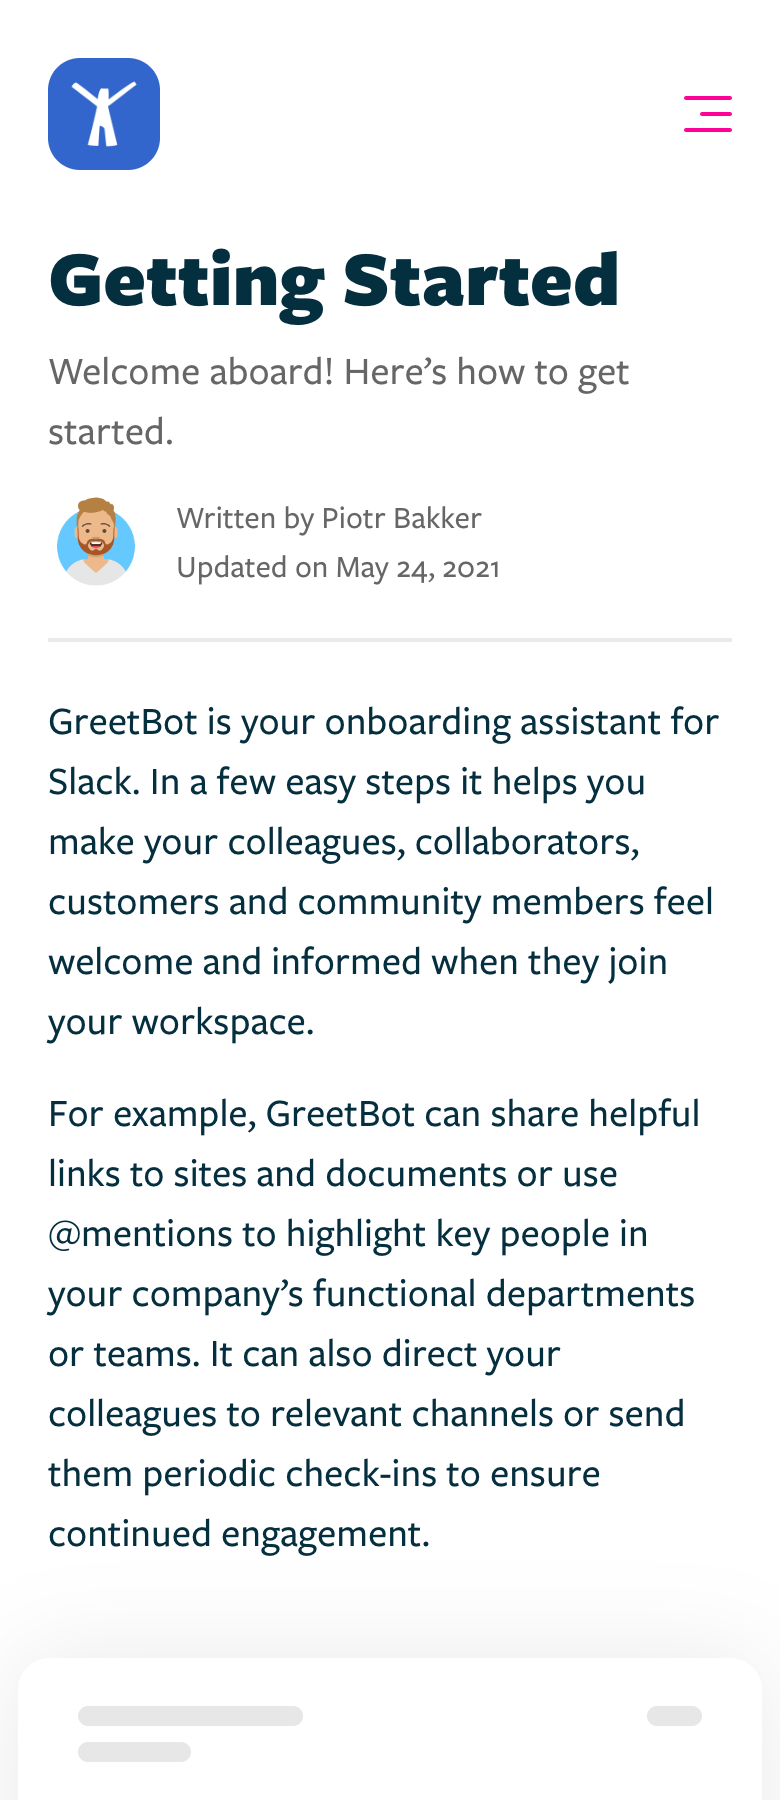 Getting Started
Welcome aboard! Here’s how to get
started.
Written by Piotr Bakker
Updated on May 24, 2021
GreetBot is your onboarding assistant for
Slack. In a few easy steps it helps you
make your colleagues, collaborators,
customers and community members feel
welcome and informed when they join
your workspace.
For example, GreetBot can share helpful
links to sites and documents or use
@mentions to highlight key people in
your company’s functional departments
or teams. It can also direct your
colleagues to relevant channels or send
them periodic check-ins to ensure
continued engagement.